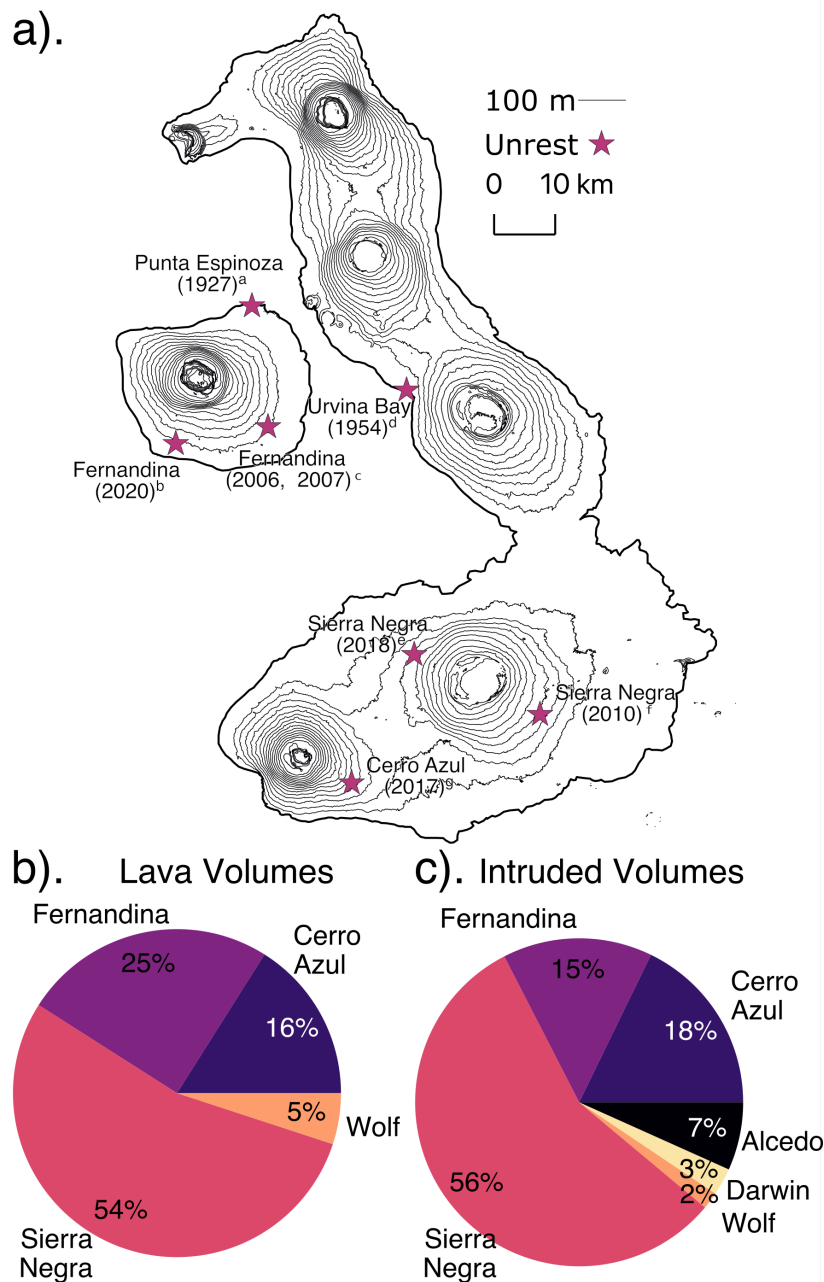 a).
100 m
Unrest
0 10 km
Punta Espinoza
(1927)a
Urvina Bay
(1954)d
Fernandina
(2020)b
Fernandina
(2006, 2007)c
Sierra Negra
(2018)e
Sierra Negra
(2010)f
Cerro Azul
(2017)g
b). Lava Volumes
Fernandina
25%
Cerro
Azul
16%
5%
Wolf
54%
Sierra
Negra
c). Intruded Volumes
Fernandina
15%
Cerro
Azul
18%
7%
Alcedo
3%
Darwin
2%
Wolf
56%
Sierra
Negra